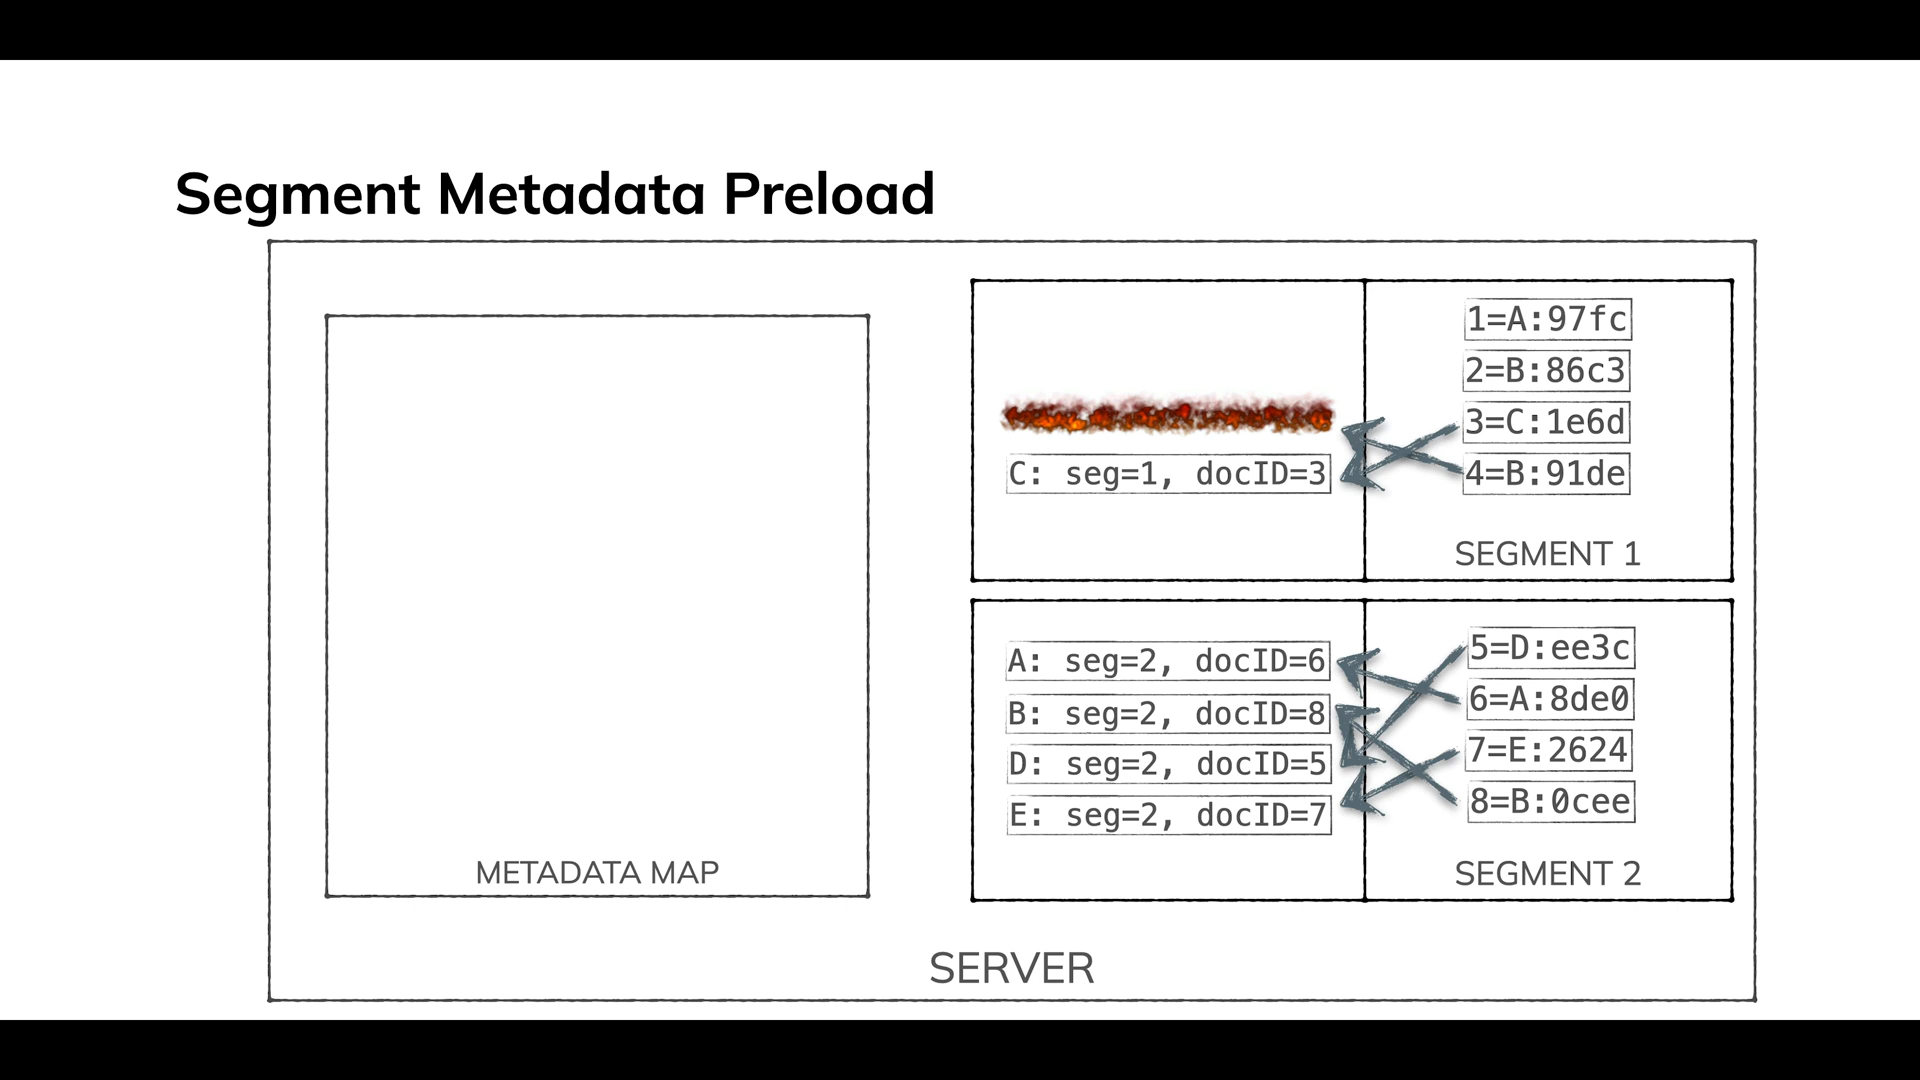 Segment Metadata Preload
METADATA MAP
C: seg=1, docID=3
1=A:97fc
2=B:86c3
3=C:1e6d
4=B:91de
SEGMENT 1
A: seg=2, docID=6
B: seg=2, docID=8
D: seg=2, docID=5
E: seg=2, docID=7
5=D:ee3c
6=A:8de0
7=E:2624
8=B:0cee
SEGMENT 2
SERVER